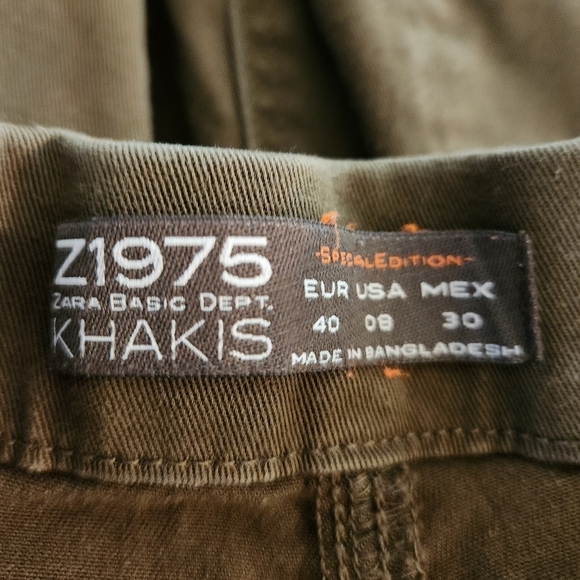 Z1975
ZARA BASIC DEPT.
KHAKIS
-SPECIAL EDITION-
EUR USA MEX
40 08 30
MADE IN BANGLADESH